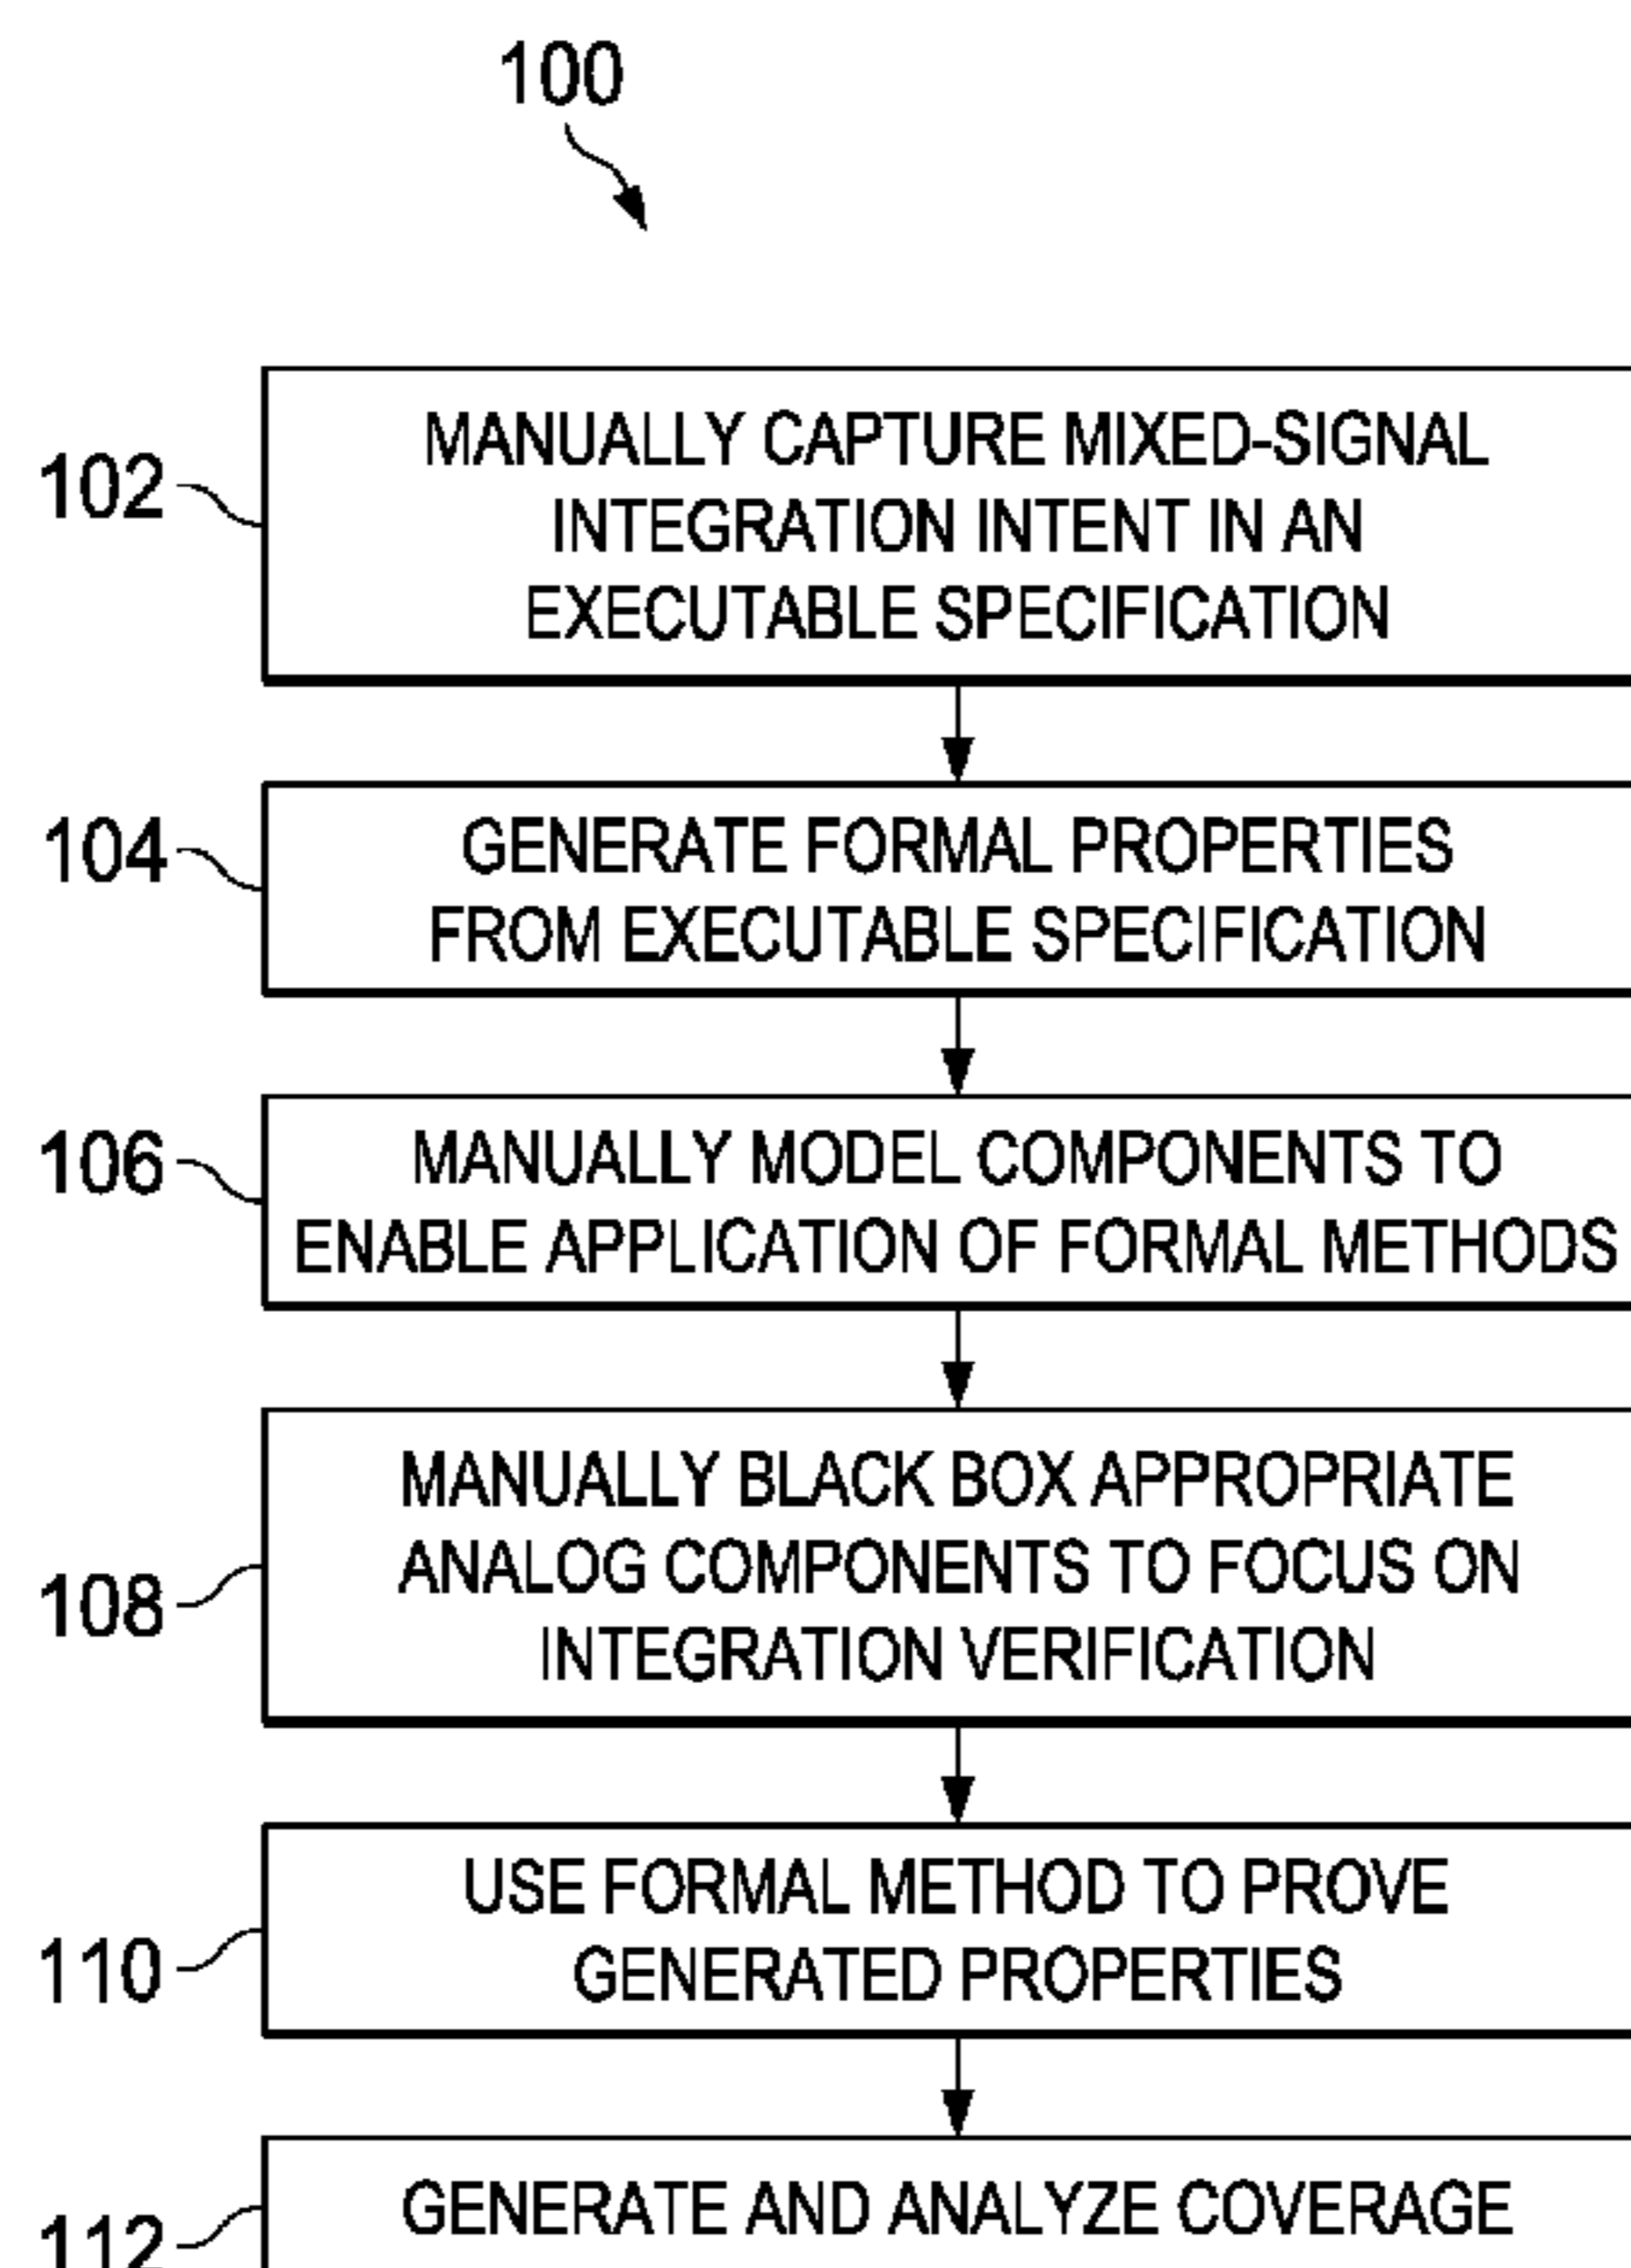 100
102
MANUALLY CAPTURE MIXED-SIGNAL
INTEGRATION INTENT IN AN
EXECUTABLE SPECIFICATION
104
GENERATE FORMAL PROPERTIES
FROM EXECUTABLE SPECIFICATION
106
MANUALLY MODEL COMPONENTS TO
ENABLE APPLICATION OF FORMAL METHODS
108
MANUALLY BLACK BOX APPROPRIATE
ANALOG COMPONENTS TO FOCUS ON
INTEGRATION VERIFICATION
110
USE FORMAL METHOD TO PROVE
GENERATED PROPERTIES
112
GENERATE AND ANALYZE COVERAGE